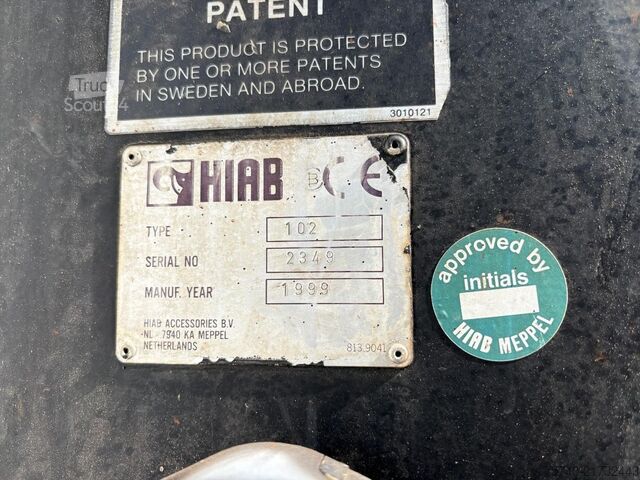 PATENT
THIS PRODUCT IS PROTECTED
BY ONE OR MORE PATENTS
IN SWEDEN AND ABROAD.
3010121
Truck
Scout24
HIAB B CE
TYPE 102
SERIAL NO 2349
MANUF. YEAR 1999
HIAB ACCESSORIES B.V.
NL - 7940 KA MEPPEL
NETHERLANDS
813.9041
approved by
initials
HIAB MEPPEL